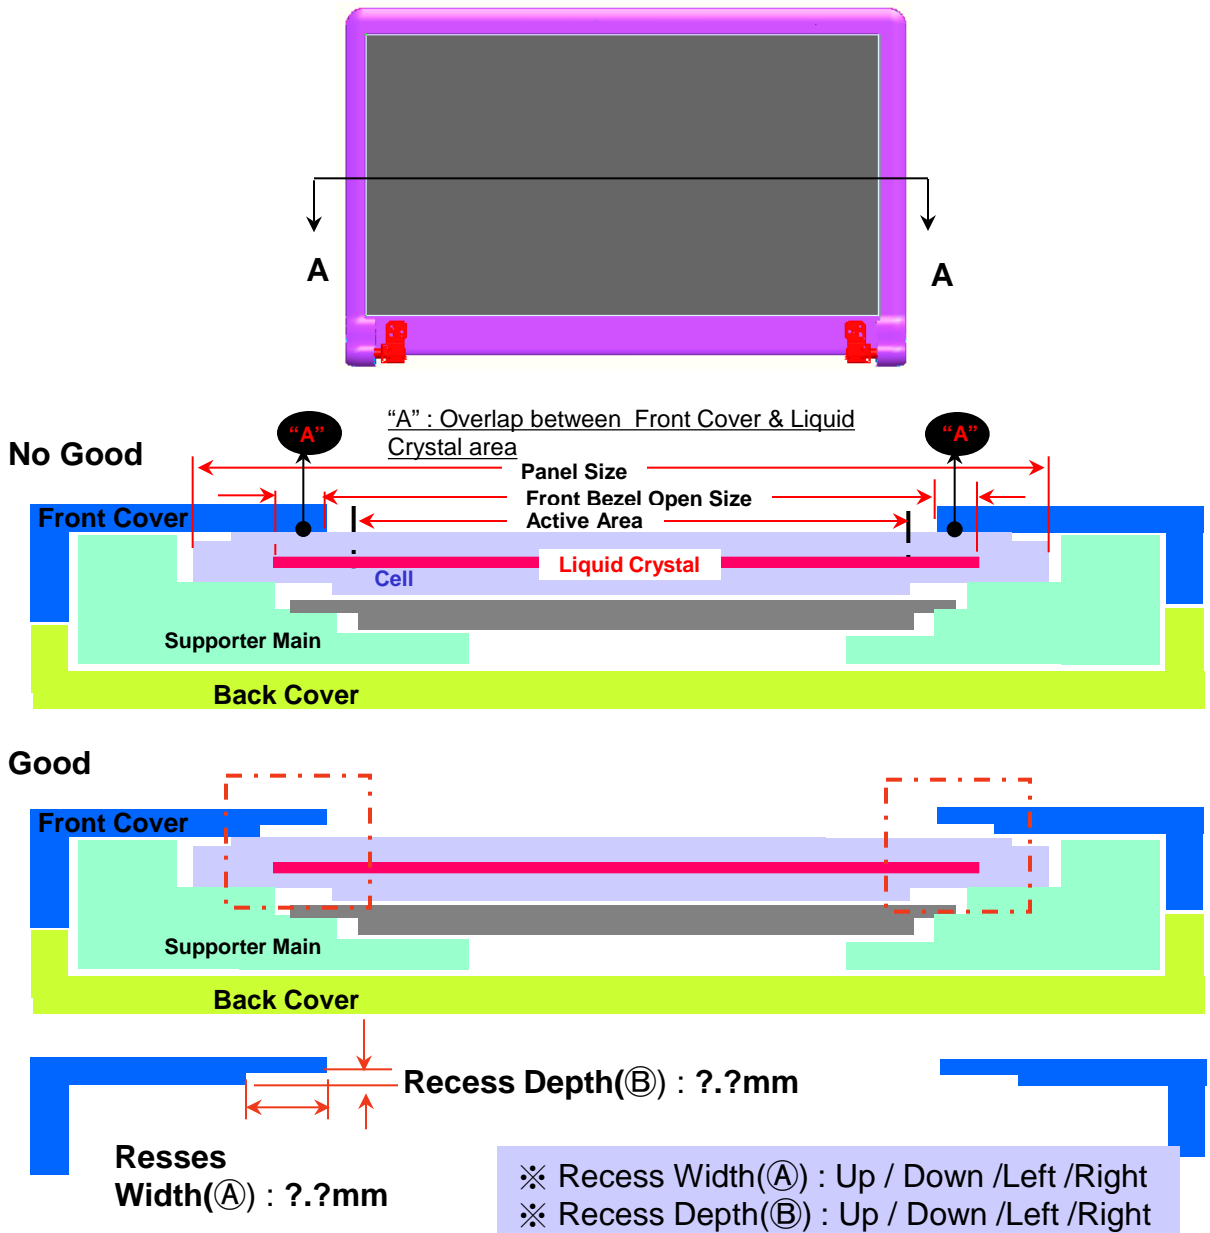 A
A
"A"
"A"
“A” : Overlap between Front Cover & Liquid
Crystal area
No Good
Panel Size
Front Bezel Open Size
Front Cover
Active Area
Liquid Crystal
Cell
Supporter Main
Back Cover
Good
Front Cover
Supporter Main
Back Cover
Recess Depth(Ⓑ) : ?.?mm
Resses
Width(Ⓐ) : ?.?mm
※ Recess Width(Ⓐ) : Up / Down /Left /Right
※ Recess Depth(Ⓑ) : Up / Down /Left /Right